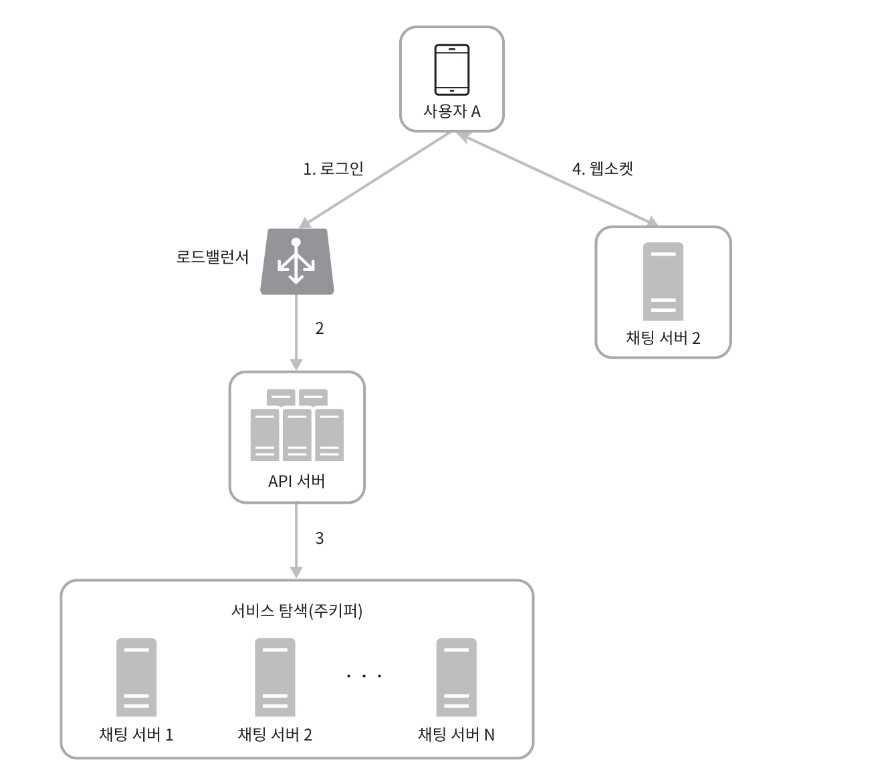 사용자 A
1. 로그인
4. 웹소켓
로드밸런서
2
채팅 서버 2
API 서버
3
서비스 탐색(주키퍼)
채팅 서버 1
채팅 서버 2
. . .
채팅 서버 N